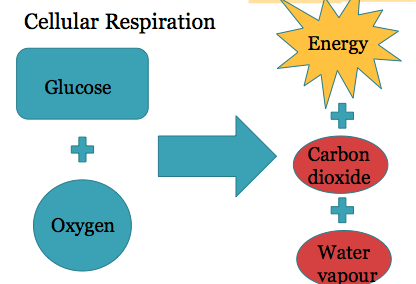 Cellular Respiration
Glucose
Oxygen
Energy
Carbon
dioxide
Water
vapour